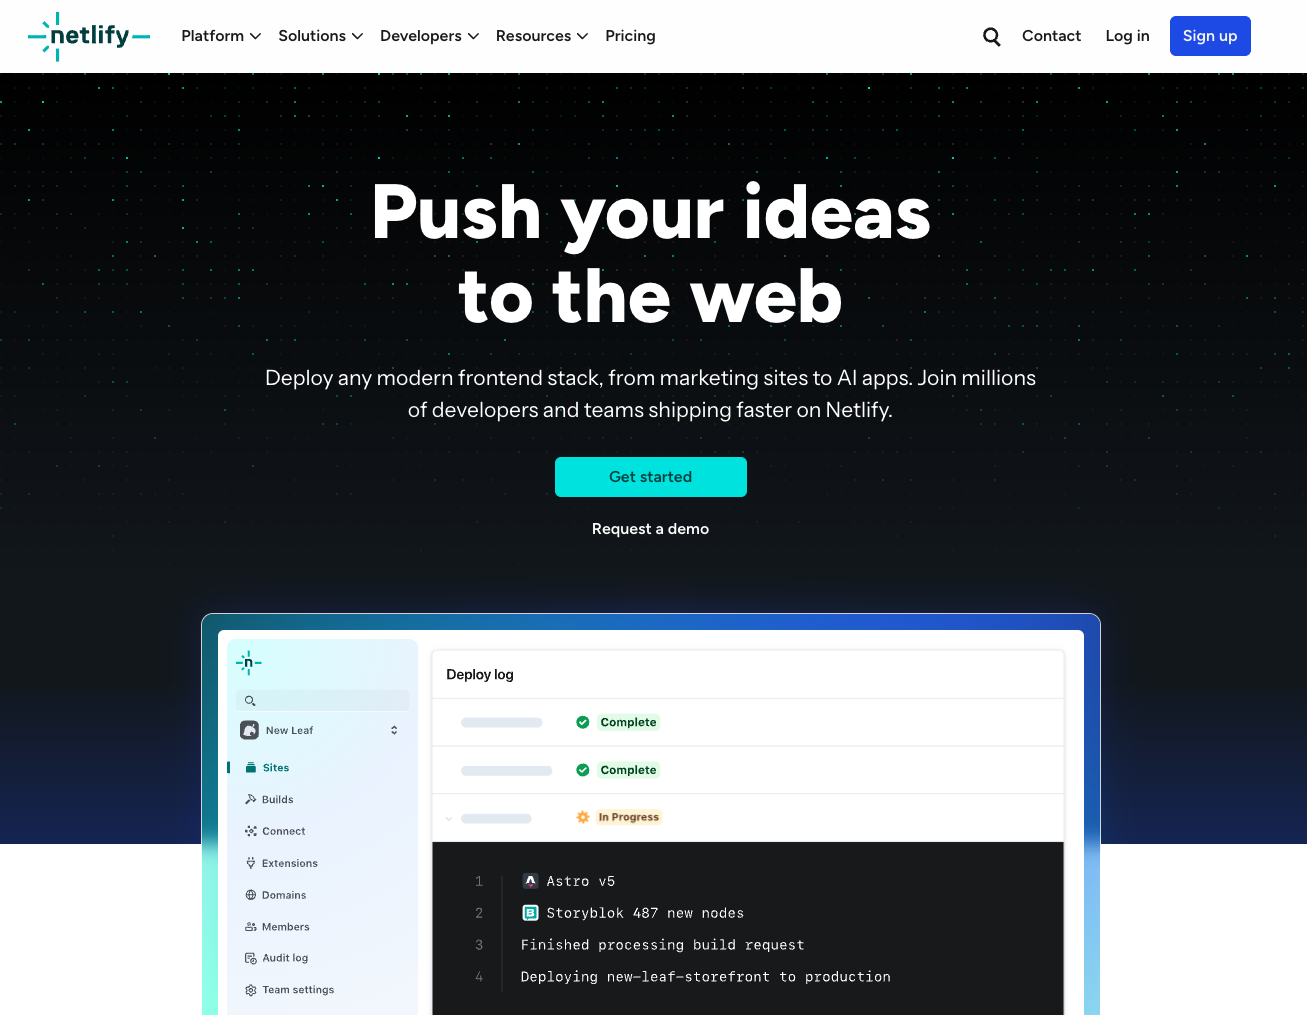 netlify
Platform
Solutions
Developers
Resources
Pricing
Contact
Log in
Sign up
Push your ideas
to the web
Deploy any modern frontend stack, from marketing sites to AI apps. Join millions
of developers and teams shipping faster on Netlify.
Get started
Request a demo
n
New Leaf
Sites
Builds
Connect
Extensions
Domains
Members
Audit log
Team settings
Deploy log
Complete
Complete
In Progress
1 Astro v5
2 Storyblok 487 new nodes
3 Finished processing build request
4 Deploying new-leaf-storefront to production